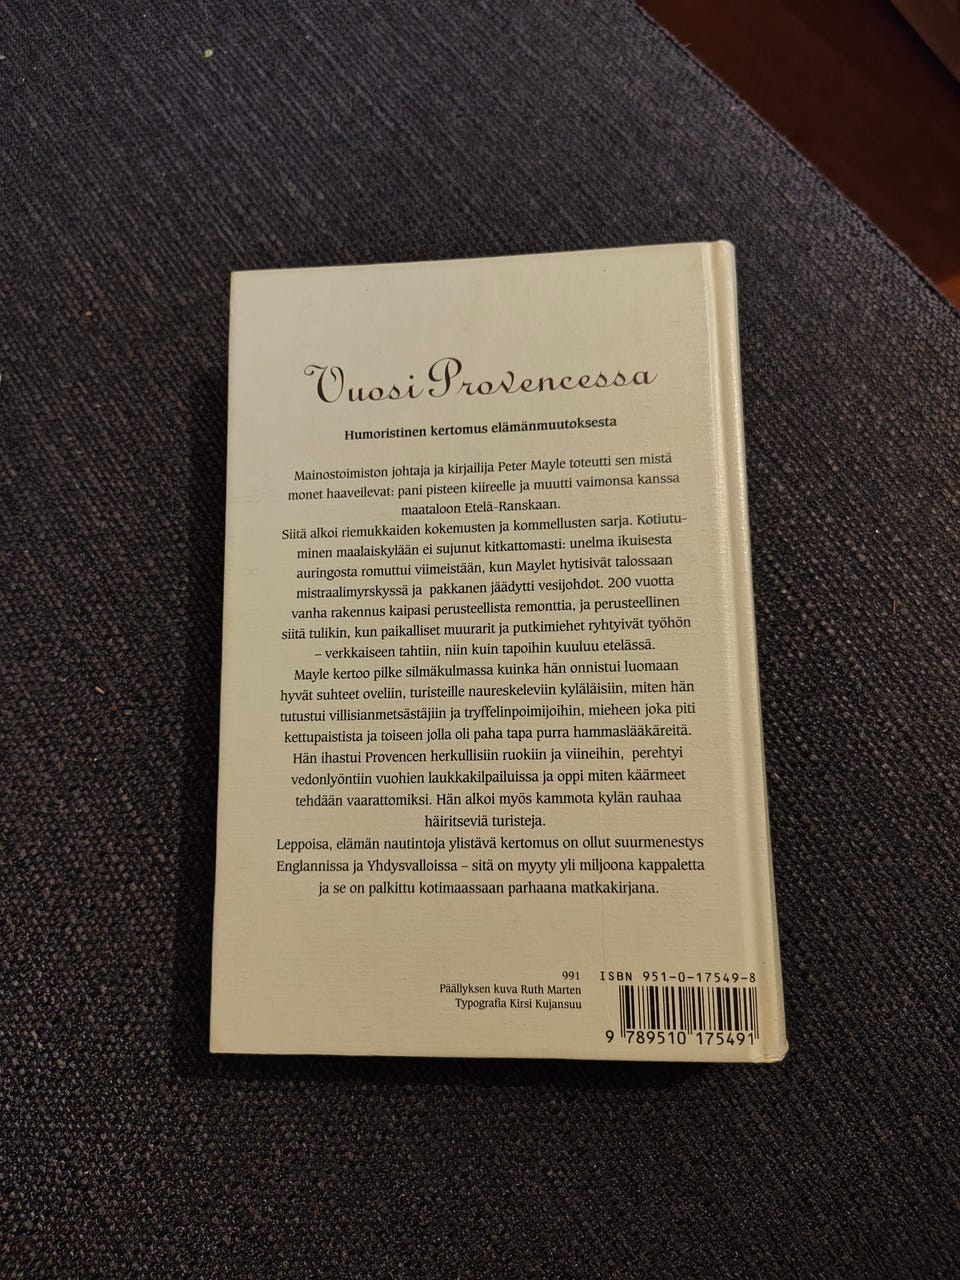 Vuosi Provencessa
Humoristinen kertomus elämänmuutoksesta
Mainostoimiston johtaja ja kirjailija Peter Mayle toteutti sen mistä
monet haaveilevat: pani pisteen kiireelle ja muutti vaimonsa kanssa
maataloon Etelä-Ranskaan.
Siitä alkoi riemukkaiden kokemusten ja kommellusten sarja. Kotiutu-
minen maalaiskylään ei sujunut kitkattomasti: unelma ikuisesta
auringosta romuttui viimeistään, kun Maylet hytisivät talossaan
mistraalimyrskyssä ja pakkanen jäädytti vesijohdot. 200 vuotta
vanha rakennus kaipasi perusteellista remonttia, ja perusteellinen
siitä tulikin, kun paikalliset muurarit ja putkimiehet ryhtyivät työhön
– verkkaiseen tahtiin, niin kuin tapoihin kuuluu etelässä.
Mayle kertoo pilke silmäkulmassa kuinka hän onnistui luomaan
hyvät suhteet oveliin, turisteille naureskeleviin kyläläisiin, miten hän
tutustui villisianmetsästäjiin ja tryffelinpoimijoihin, mieheen joka piti
kettupaistista ja toiseen jolla oli paha tapa purra hammaslääkäreitä.
Hän ihastui Provencen herkullisiin ruokiin ja viineihin, perehtyi
vedonlyöntiin vuohien laukkakilpailuissa ja oppi miten käärmeet
tehdään vaarattomiksi. Hän alkoi myös kammota kylän rauhaa
häiritseviä turisteja.
Leppoisa, elämän nautintoja ylistävä kertomus on ollut suurmenestys
Englannissa ja Yhdysvalloissa – sitä on myyty yli miljoona kappaletta
ja se on palkittu kotimaassaan parhaana matkakirjana.
991
Päällyksen kuva Ruth Marten
Typografia Kirsi Kujansuu
ISBN 951-0-17549-8
9 789510 175491